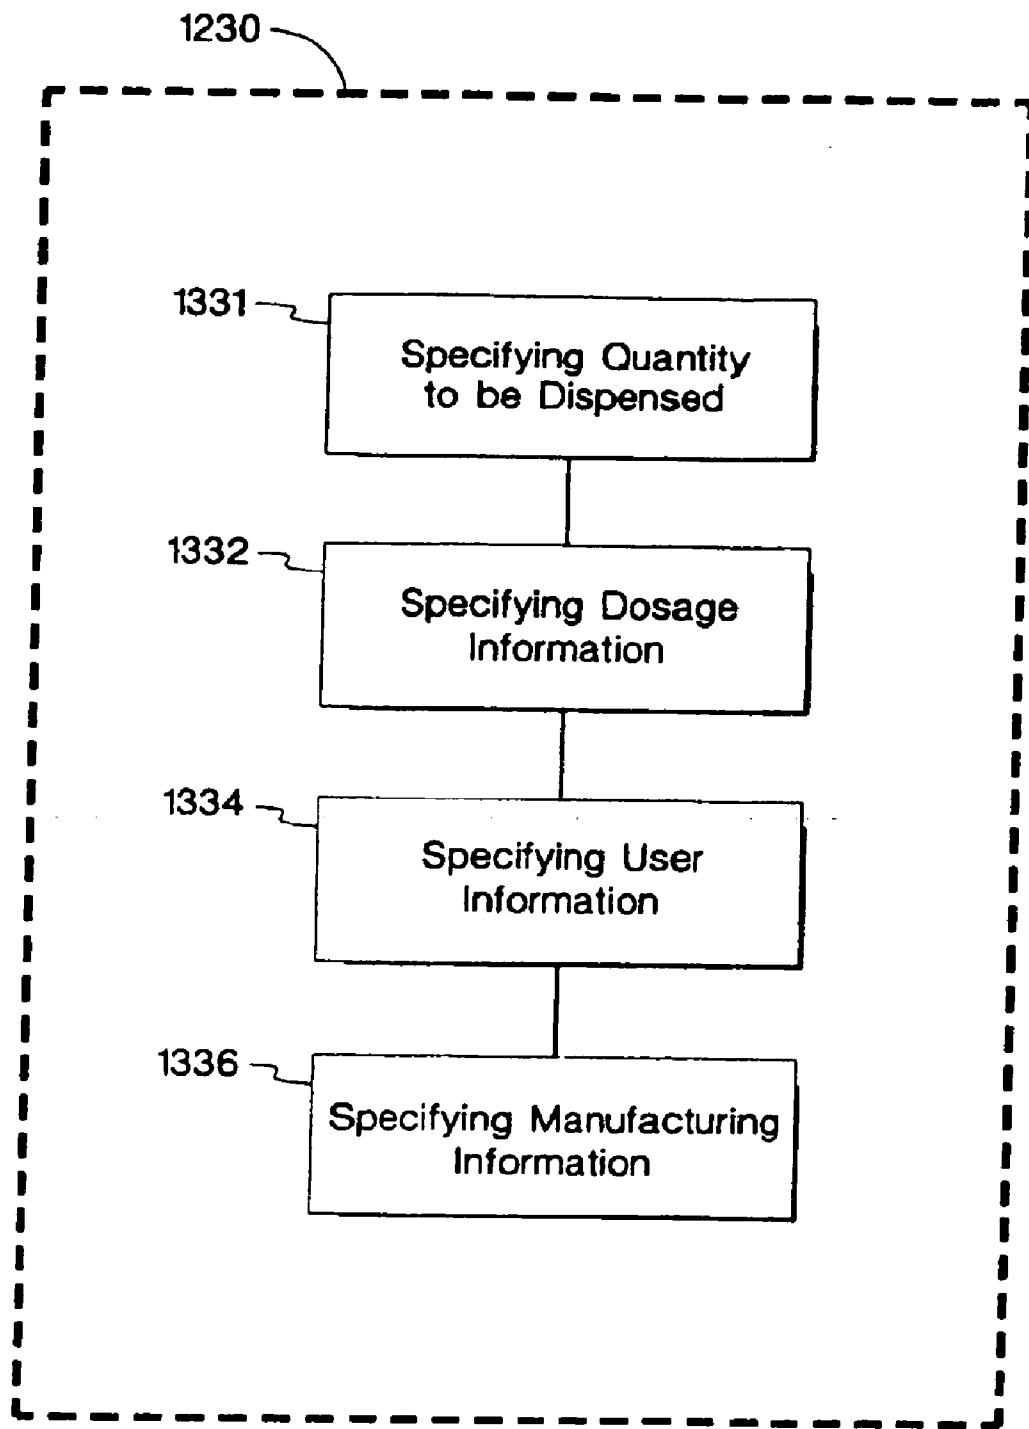 1230
1331
Specifying Quantity
to be Dispensed
1332
Specifying Dosage
Information
1334
Specifying User
Information
1336
Specifying Manufacturing
Information